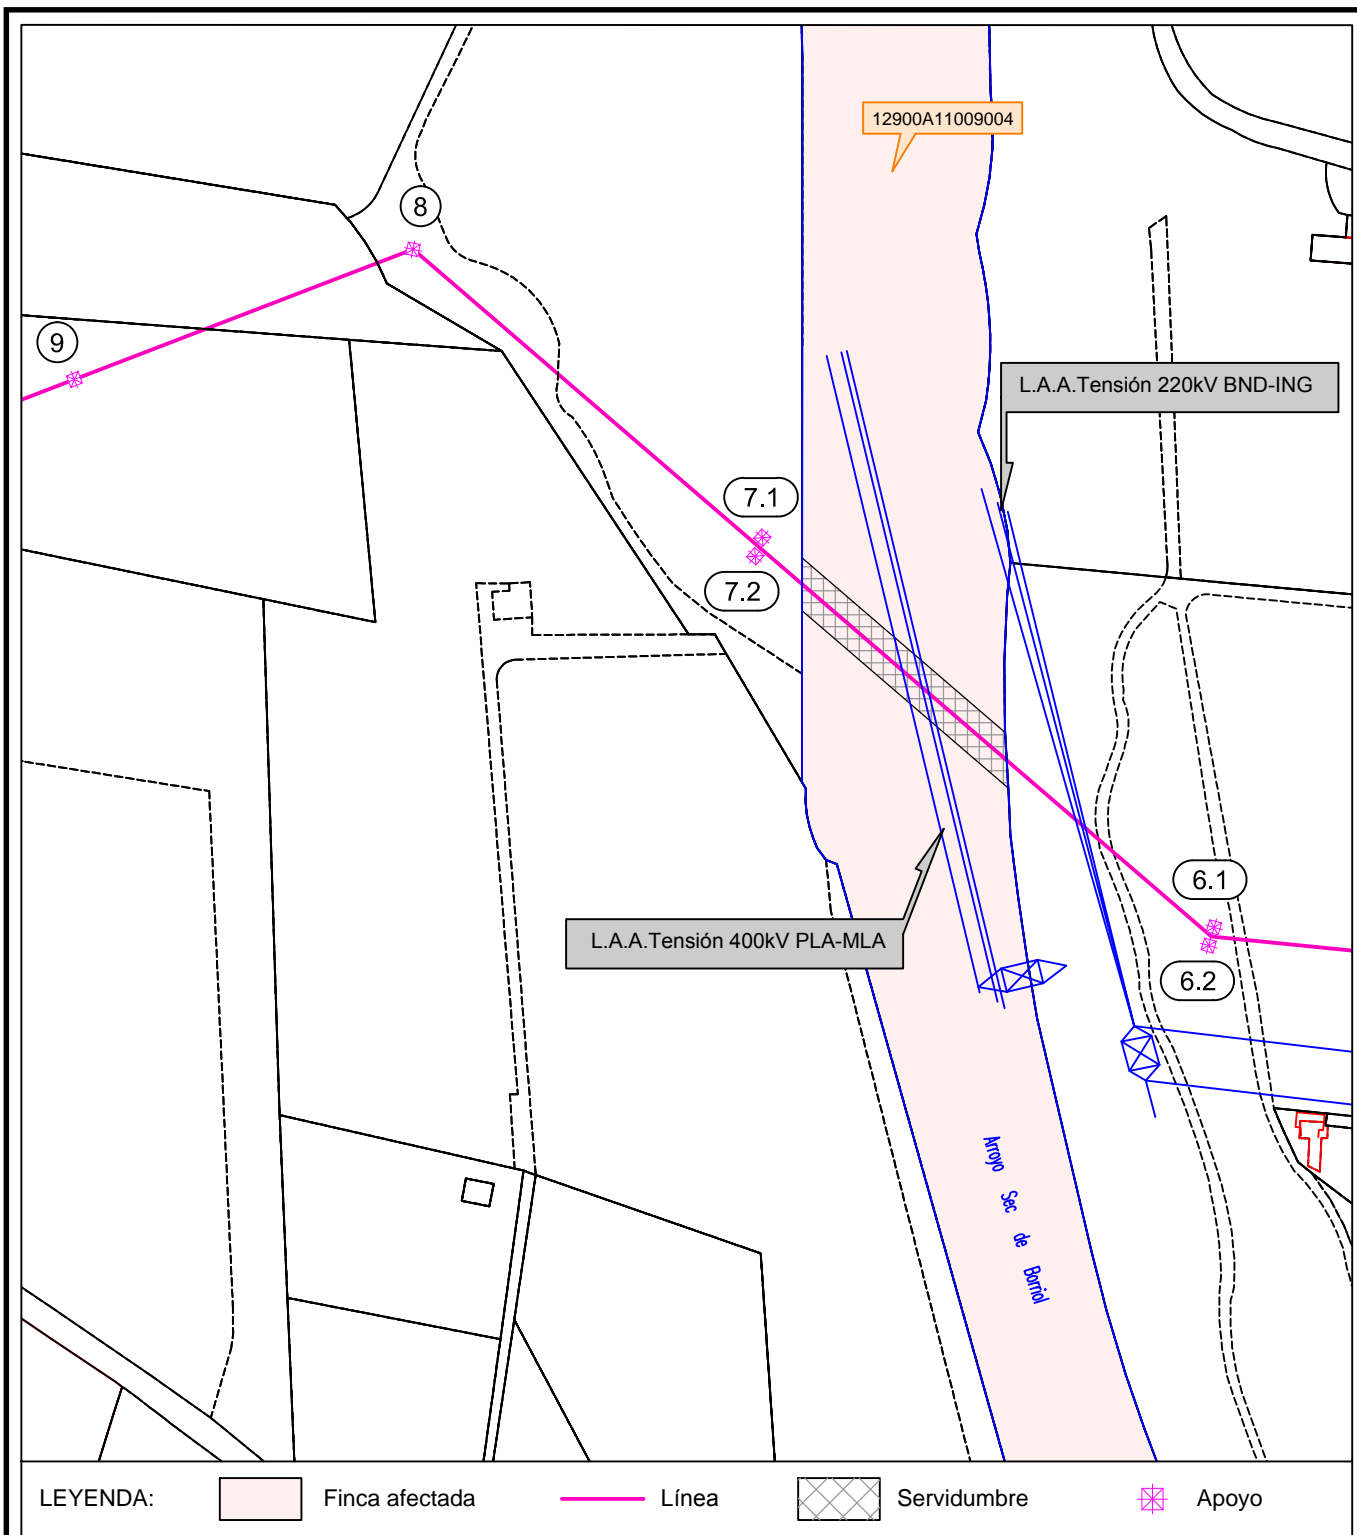 12900A11009004
8
9
L.A.A.Tensión 220kV BND-ING
7.1
7.2
6.1
L.A.A.Tensión 400kV PLA-MLA
6.2
Arroyo Sec de Borriol
LEYENDA:
Finca afectada
Línea
Servidumbre
Apoyo